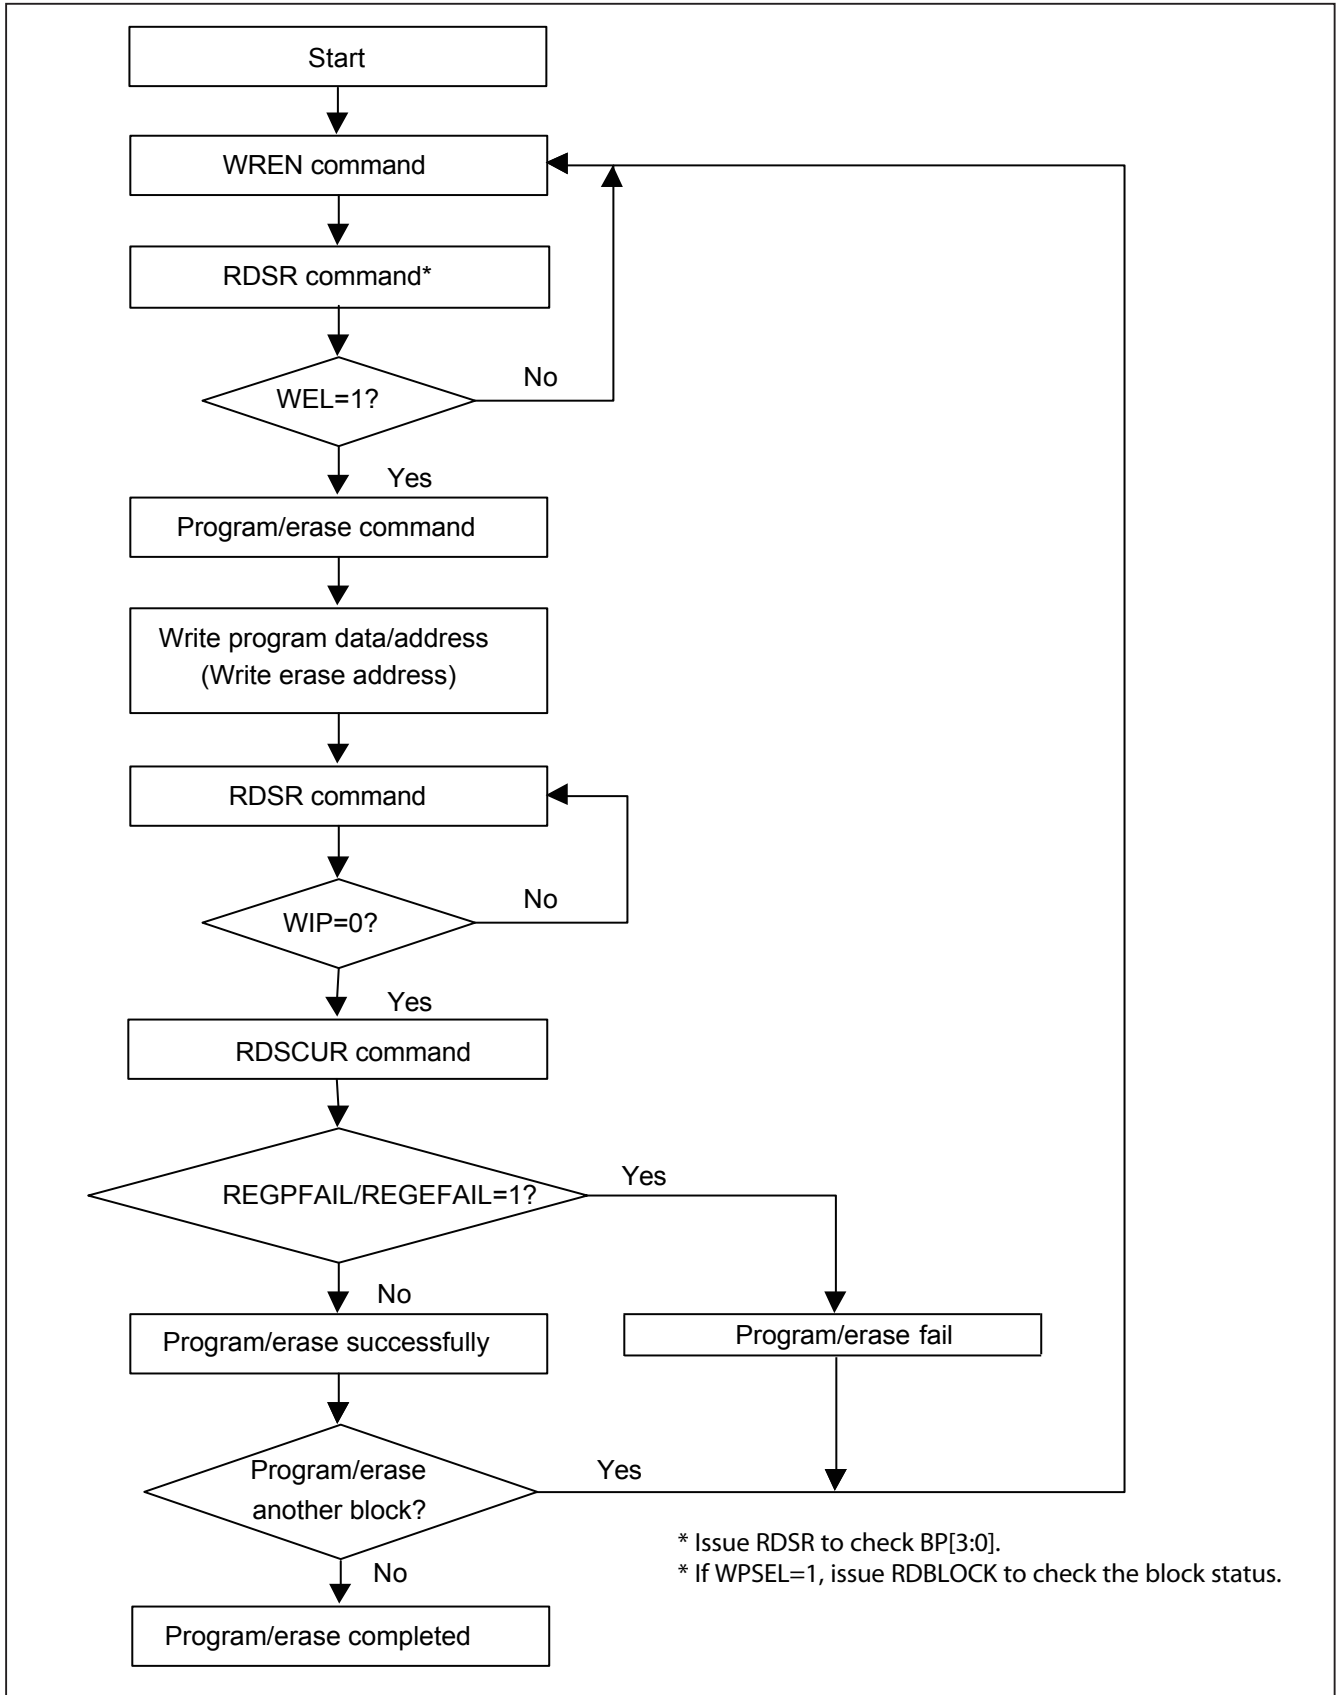 Start
WREN command
RDSR command*
WEL=1?
No
Yes
Program/erase command
Write program data/address
(Write erase address)
RDSR command
WIP=0?
No
Yes
RDSCUR command
REGPFAIL/REGEFAIL=1?
Yes
No
Program/erase successfully
Program/erase fail
Program/erase
another block?
Yes
No
* Issue RDSR to check BP[3:0].
* If WPSEL=1, issue RDBLOCK to check the block status.
Program/erase completed